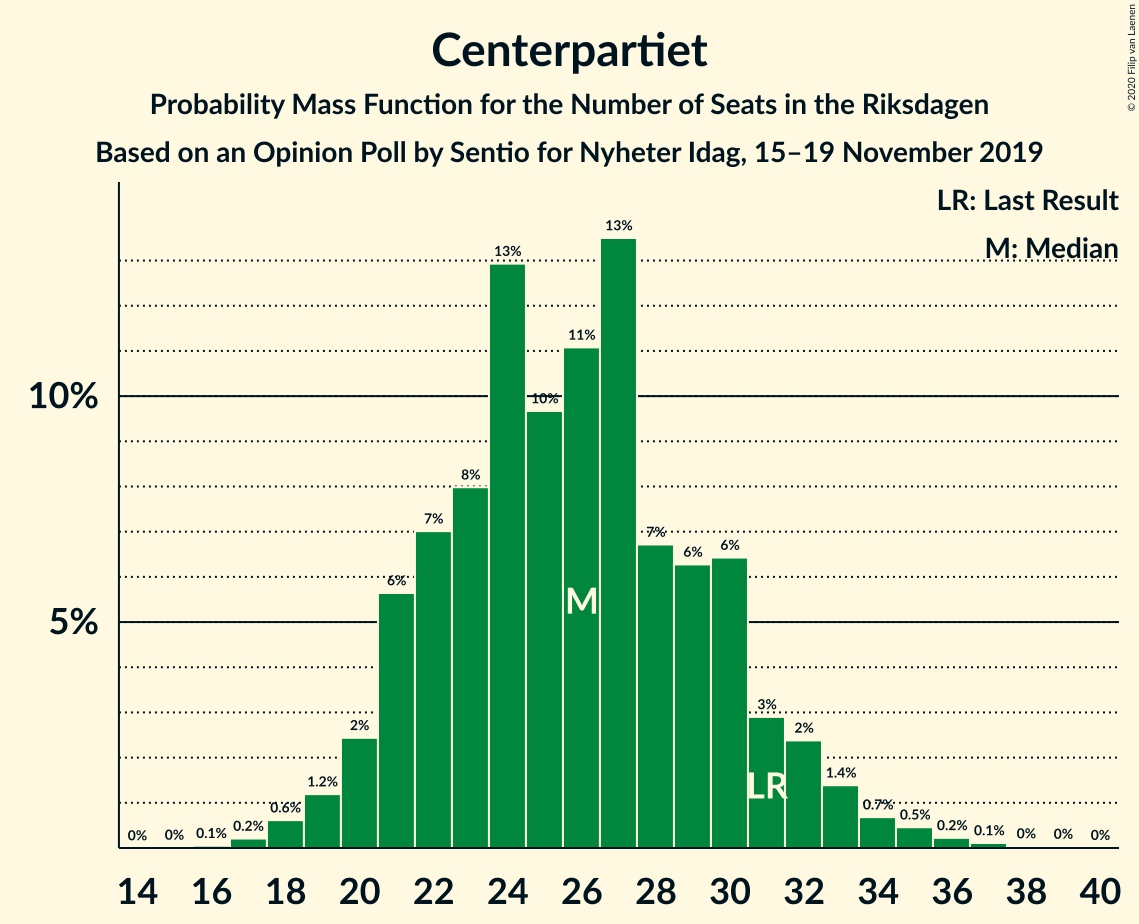 Centerpartiet
Probability Mass Function for the Number of Seats in the Riksdagen
Based on an Opinion Poll by Sentio for Nyheter Idag, 15–19 November 2019
© 2020 Filip van Laenen
LR: Last Result
M: Median
10%
5%
0% 0% 0.1% 0.2% 0.6% 1.2% 2% 6% 7% 8% 13% 10% 11% 13% 7% 6% 6% 3% 2% 1.4% 0.7% 0.5% 0.2% 0.1% 0% 0% 0%
M
LR
14 16 18 20 22 24 26 28 30 32 34 36 38 40